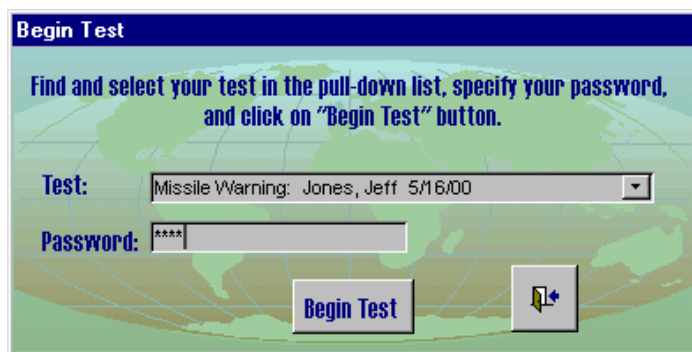 Begin Test
Find and select your test in the pull-down list, specify your password,
and click on "Begin Test" button.
Test: Missile Warning: Jones, Jeff 5/16/00
Password: ****
Begin Test